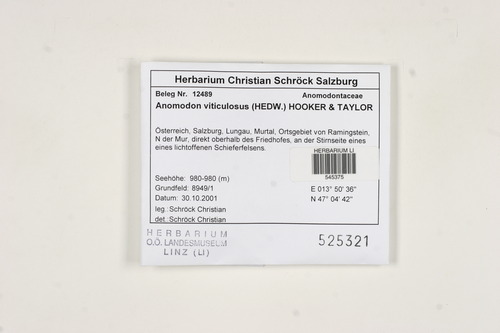 Herbarium Christian Schröck Salzburg
Beleg Nr. 12489 Anomodontaceae
Anomodon viticulosus (HEDW.) HOOKER & TAYLOR
Österreich, Salzburg, Lungau, Murtal, Ortsgebiet von Ramingstein,
N der Mur, direkt oberhalb des Friedhofes, an der Stirnseite eines
eines lichtoffenen Schieferfelsens.
HERBARIUM LI
545375
Seehöhe: 980-980 (m) E 013° 50' 36"
Grundfeld: 8949/1 N 47° 04' 42"
Datum: 30.10.2001
leg.: Schröck Christian
det.: Schröck Christian
HERBARIUM
O.Ö. LANDESMUSEUM
LINZ (LI)
525321